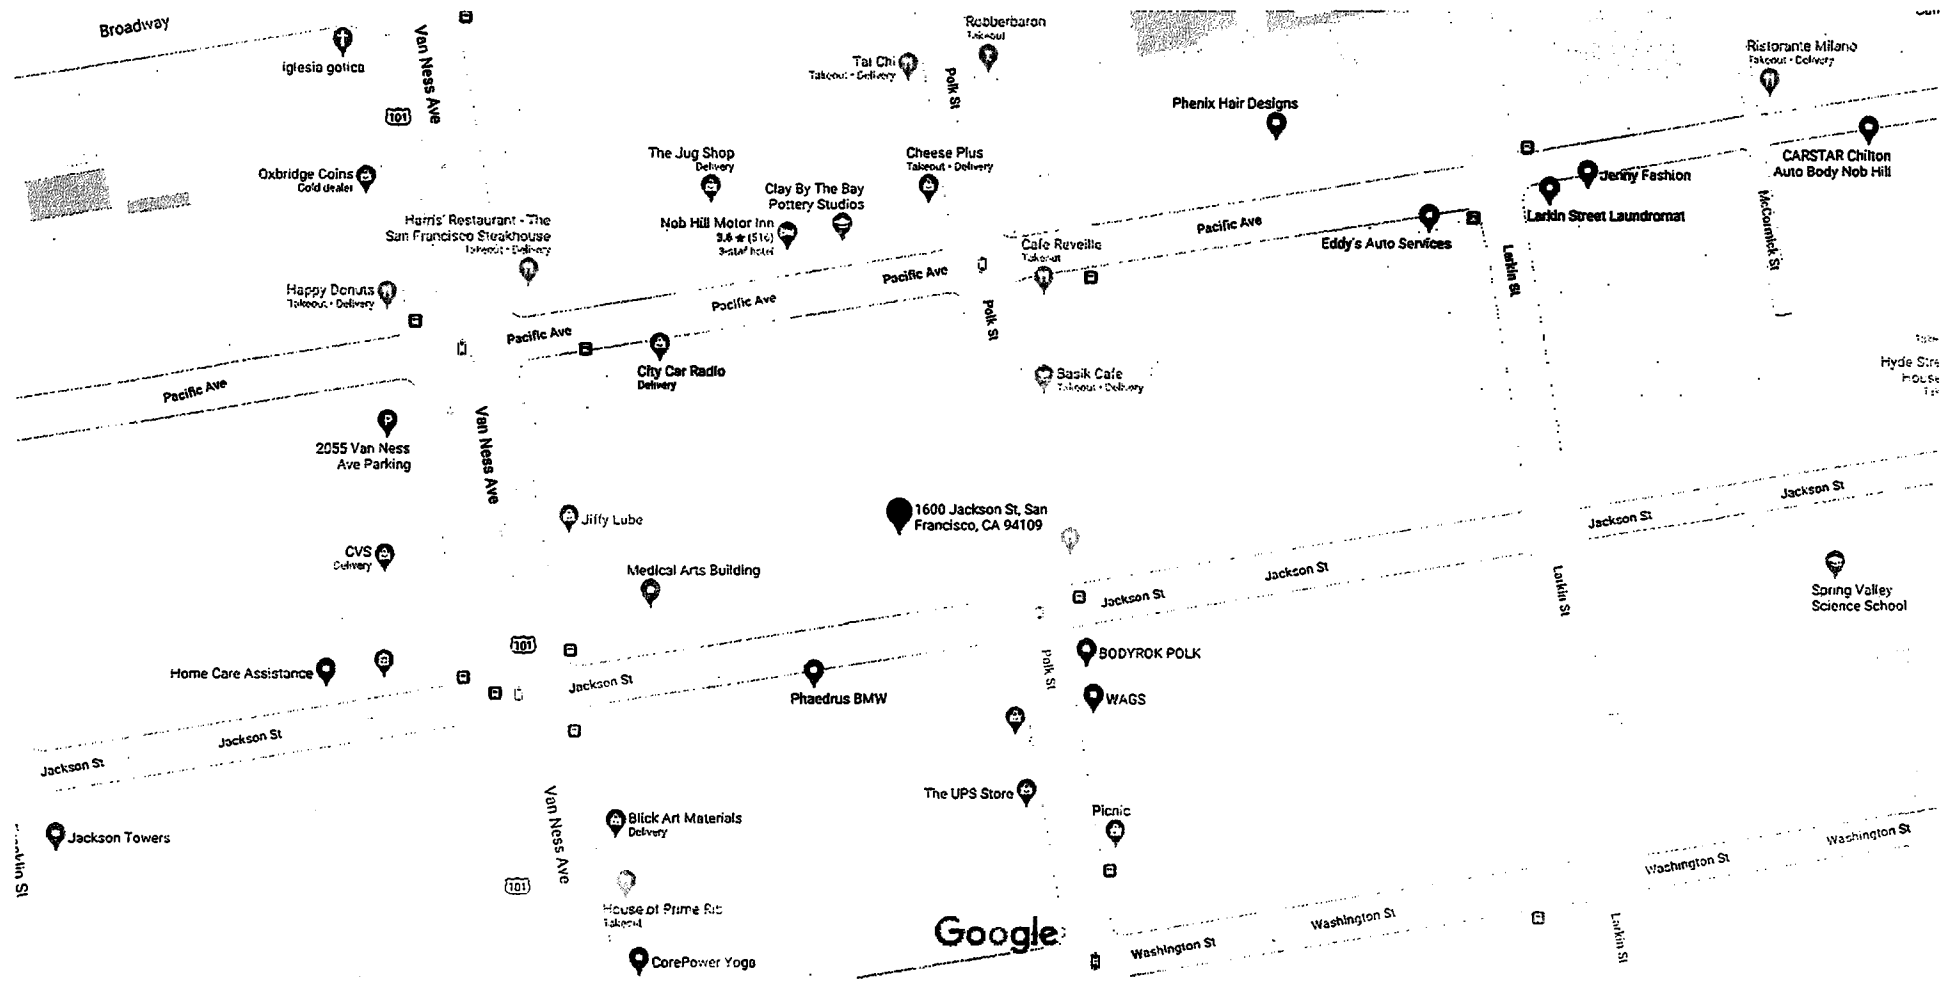 Broadway
iglesia gotica
Van Ness Ave
101
Robberbaron
Takeout
Tai Chi
Takeout • Delivery
Polk St
Ristorante Milano
Takeout • Delivery
Phenix Hair Designs
CARSTAR Chilton
Auto Body Nob Hill
Oxbridge Coins
Gold dealer
The Jug Shop
Delivery
Cheese Plus
Takeout • Delivery
Clay By The Bay
Pottery Studios
Jenny Fashion
Larkin Street Laundromat
McCormick St
Harris' Restaurant - The
San Francisco Steakhouse
Takeout • Delivery
Nob Hill Motor Inn
3.6 ★ (516)
3-star hotel
Pacific Ave
Eddy's Auto Services
Cafe Reveille
Takeout
Larkin St
Happy Donuts
Takeout • Delivery
Pacific Ave
Pacific Ave
Pacific Ave
Polk St
City Car Radio
Delivery
Basik Cafe
Takeout • Delivery
Hyde Stre
House
Pacific Ave
2055 Van Ness
Ave Parking
Van Ness Ave
Jiffy Lube
1600 Jackson St, San
Francisco, CA 94109
Jackson St
Jackson St
CVS
Delivery
Medical Arts Building
Jackson St
Jackson St
Larkin St
Spring Valley
Science School
101
Home Care Assistance
Jackson St
Phaedrus BMW
Polk St
BODYROK POLK
WAGS
Jackson St
Jackson St
Jackson Towers
Van Ness Ave
Blick Art Materials
Delivery
The UPS Store
Picnic
101
House of Prime Rib
Takeout
CorePower Yoga
Google
Washington St
Washington St
Washington St
Washington St
Larkin St